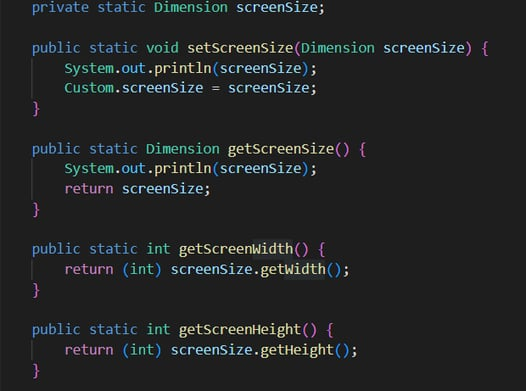 private static Dimension screenSize;
public static void setScreenSize(Dimension screenSize) {
System.out.println(screenSize);
Custom.screenSize = screenSize;
}
public static Dimension getScreenSize() {
System.out.println(screenSize);
return screenSize;
}
public static int getScreenWidth() {
return (int) screenSize.getWidth();
}
public static int getScreenHeight() {
return (int) screenSize.getHeight();
}